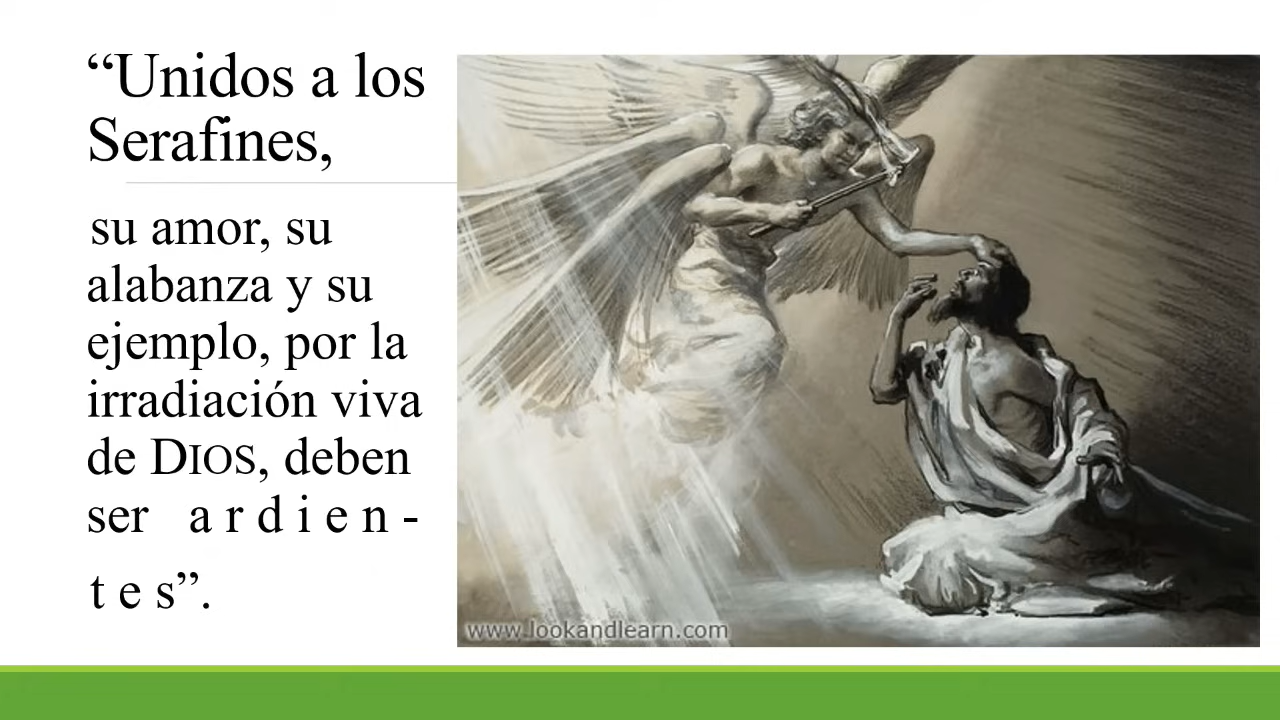 “Unidos a los
Serafines,
su amor, su
alabanza y su
ejemplo, por la
irradiación viva
de DIOS, deben
ser a r d i e n -
t e s”.
www.lookandlearn.com